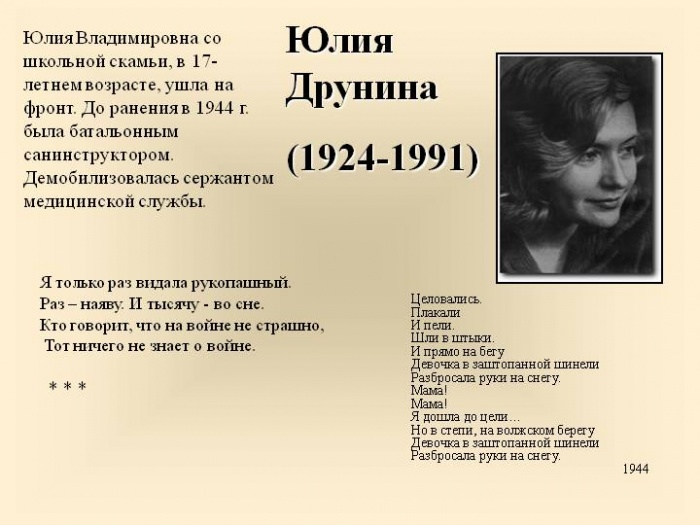 Юлия Владимировна со
школьной скамьи, в 17-
летнем возрасте, ушла на
фронт. До ранения в 1944 г.
была батальонным
санинструктором.
Демобилизовалась сержантом
медицинской службы.
Юлия
Друнина
(1924-1991)
Я только раз видала рукопашный.
Раз – наяву. И тысячу - во сне.
Кто говорит, что на войне не страшно,
Тот ничего не знает о войне.
* * *
Целовались.
Плакали
И пели.
Шли в штыки.
И прямо на бегу
Девочка в заштопанной шинели
Разбросала руки на снегу.
Мама!
Мама!
Я дошла до цели...
Но в степи, на волжском берегу
Девочка в заштопанной шинели
Разбросала руки на снегу.
1944